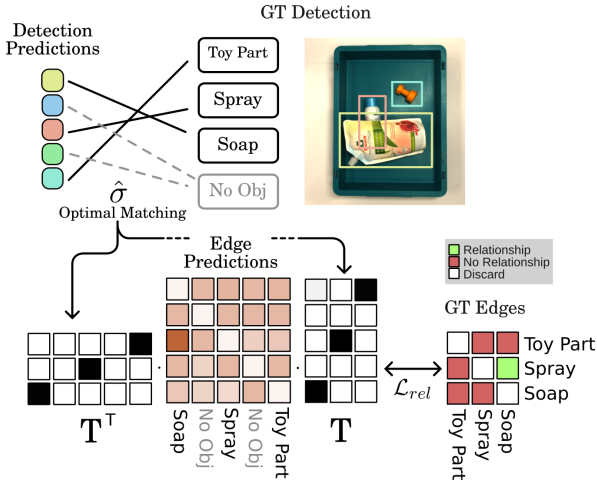 GT Detection
Detection
Predictions
Toy Part
Spray
Soap
No Obj
σ̂
Optimal Matching
Edge
Predictions
Relationship
No Relationship
Discard
GT Edges
Toy Part
Spray
Soap
· ·
ℒrel
Soap
No Obj
Spray
No Obj
Toy Part
Toy Part
Spray
Soap
T⊤
T